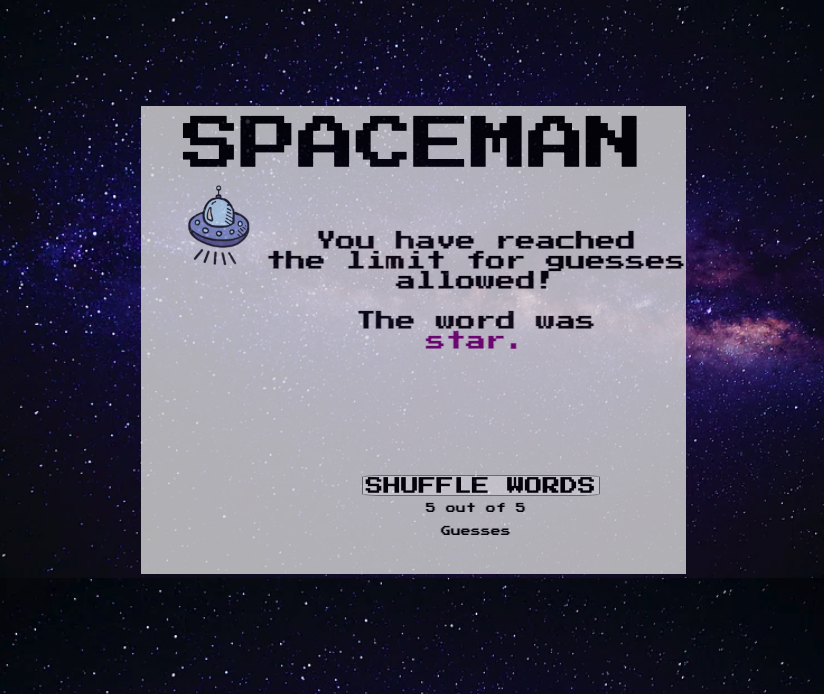 SPACEMAN
You have reached
the limit for guesses
allowed!
The word was
star.
SHUFFLE WORDS
5 out of 5
Guesses